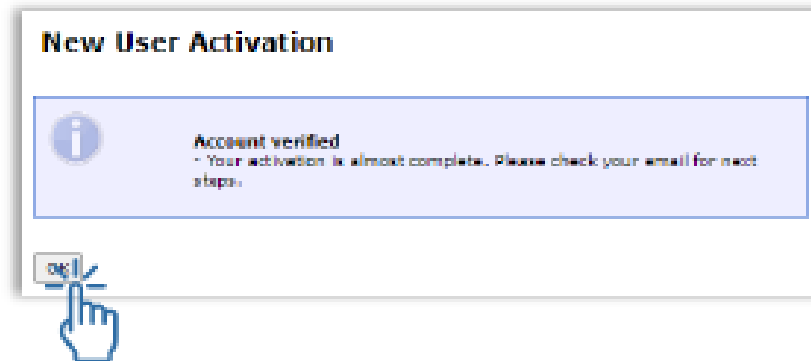 New User Activation
Account verified
- Your activation is almost complete. Please check your email for next
steps.
OK